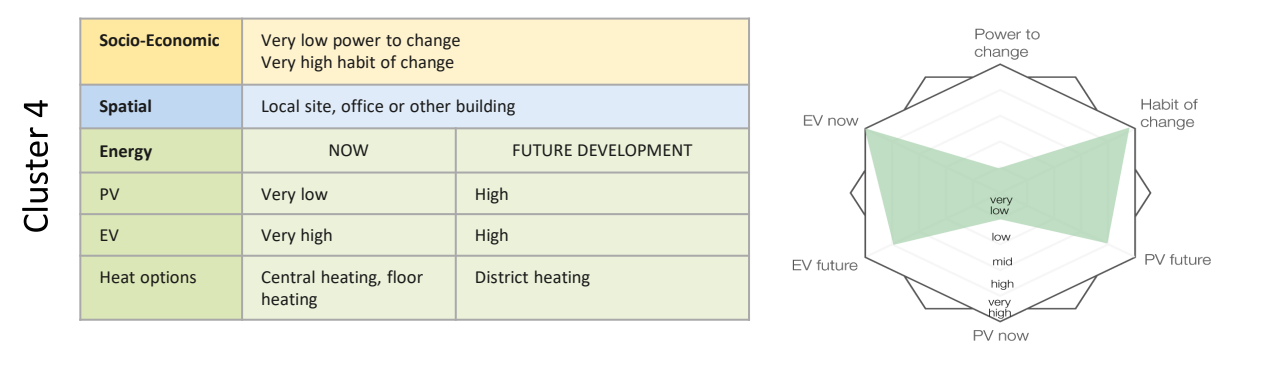 Cluster 4
Socio-Economic
Very low power to change
Very high habit of change
Spatial
Local site, office or other building
Energy
NOW
FUTURE DEVELOPMENT
PV
Very low
High
EV
Very high
High
Heat options
Central heating, floor
heating
District heating
Power to
change
Habit of
change
EV now
very
low
low
mid
high
very
high
EV future
PV future
PV now